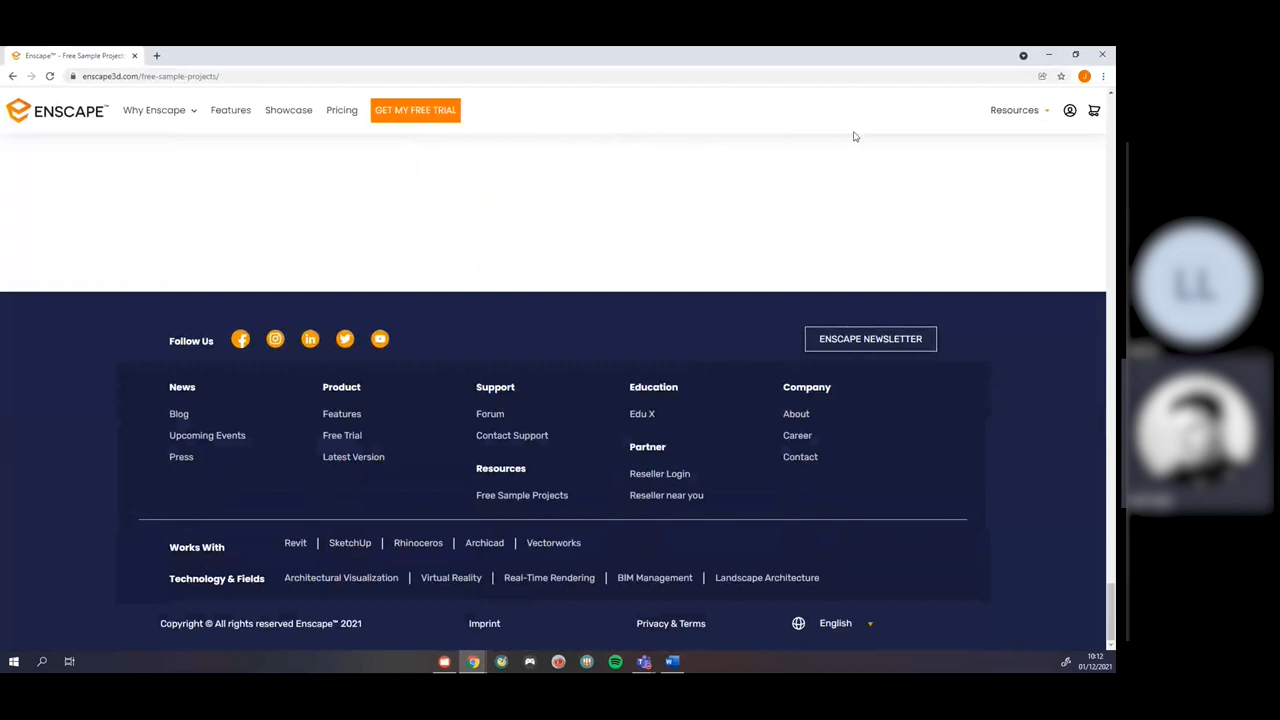 Enscape™ - Free Sample Projects
enscape3d.com/free-sample-projects/
J
ENSCAPE™ Why Enscape Features Showcase Pricing GET MY FREE TRIAL Resources
Follow Us ENSCAPE NEWSLETTER
LL
News Product Support Education Company
Blog Features Forum Edu X About
Upcoming Events Free Trial Contact Support Career
Partner
Press Latest Version Contact
Resources
Reseller Login
Free Sample Projects Reseller near you
Works With Revit | SketchUp | Rhinoceros | Archicad | Vectorworks
Technology & Fields Architectural Visualization | Virtual Reality | Real-Time Rendering | BIM Management | Landscape Architecture
Copyright © All rights reserved Enscape™ 2021 Imprint Privacy & Terms English
10:12
01/12/2021